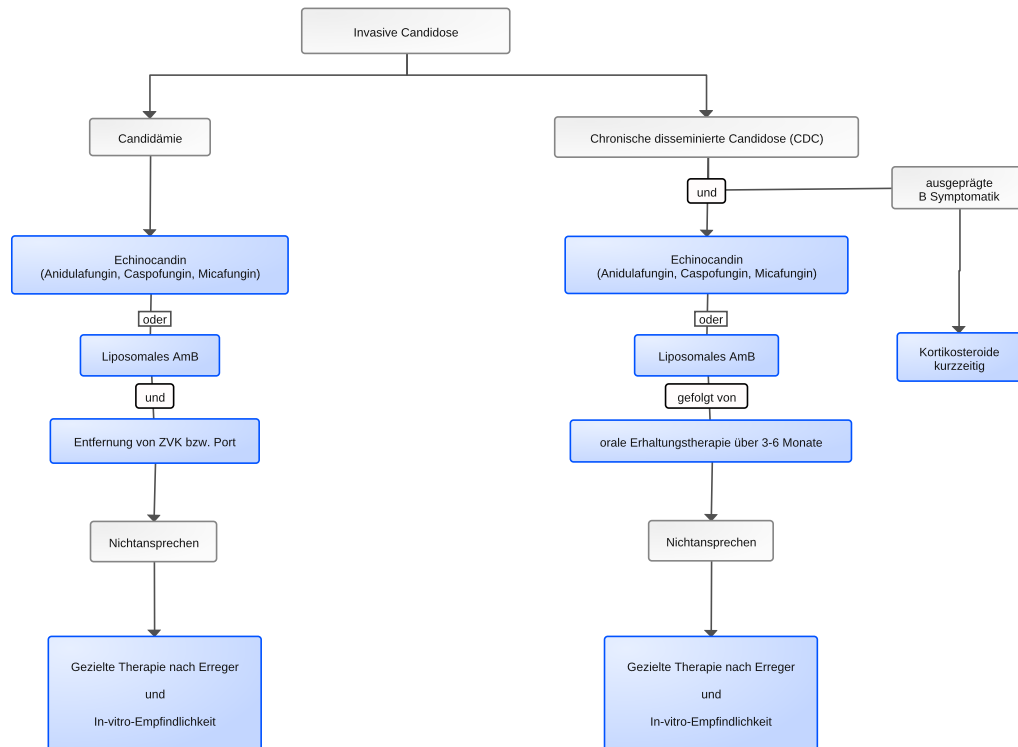 Invasive Candidose
Candidämie
Chronische disseminierte Candidose (CDC)
und
ausgeprägte
B Symptomatik
Echinocandin
(Anidulafungin, Caspofungin, Micafungin)
Echinocandin
(Anidulafungin, Caspofungin, Micafungin)
oder
oder
Liposomales AmB
Liposomales AmB
Kortikosteroide
kurzzeitig
und
gefolgt von
Entfernung von ZVK bzw. Port
orale Erhaltungstherapie über 3-6 Monate
Nichtansprechen
Nichtansprechen
Gezielte Therapie nach Erreger
und
In-vitro-Empfindlichkeit
Gezielte Therapie nach Erreger
und
In-vitro-Empfindlichkeit